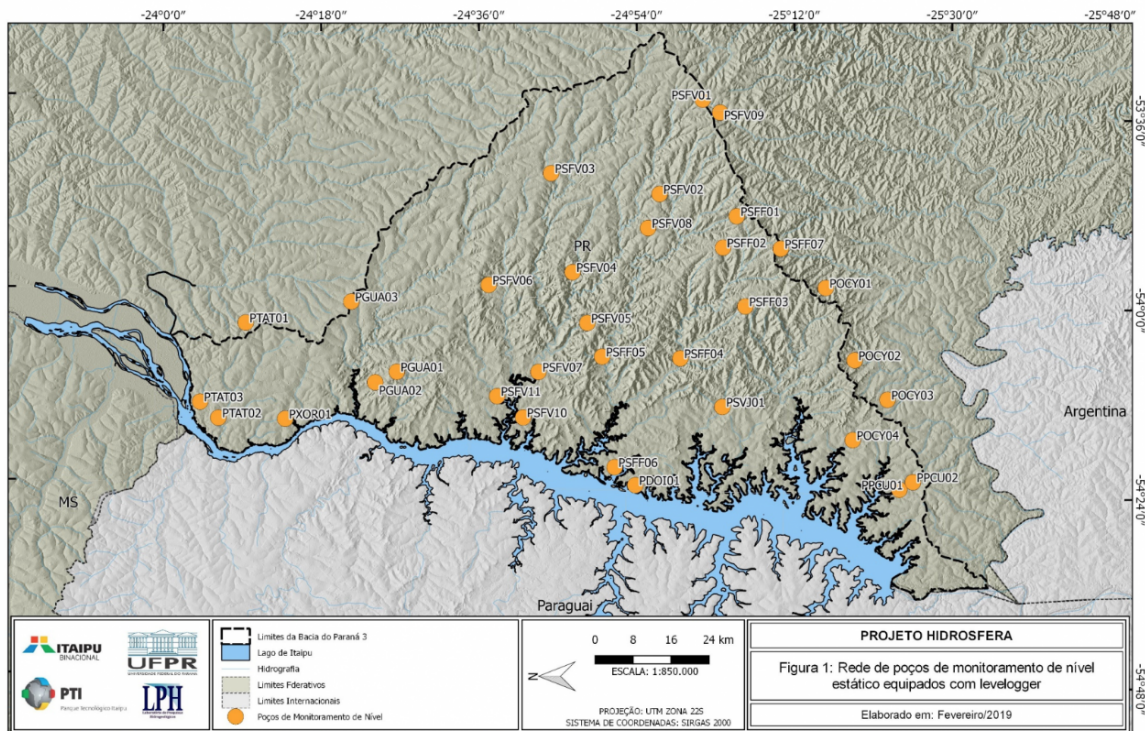 -24°0'0"
-24°18'0"
-24°36'0"
-24°54'0"
-25°12'0"
-25°30'0"
-25°48'0"
PSFV01
PSFV09
-53°36'0"
PSFV03
PSFV02
PSFF01
PSFV08
PR
PSFF02
PSFF07
PSFV04
PSFV06
POCY01
PGUA03
PSFF03
-54°0'0"
PTAT01
PSFV05
PSFF05
PSFF04
POCY02
PGUA01
PSFV07
PGUA02
PSFV11
POCY03
PTAT03
PSVJ01
Argentina
PTAT02
PXOR01
PSFV10
POCY04
PSFF06
PDOI01
PPCU01
PPCU02
MS
-54°24'0"
Paraguai
ITAIPU
BINACIONAL
UFPR
UNIVERSIDADE FEDERAL DO PARANÁ
PTI
Parque Tecnológico Itaipu
LPH
Limites da Bacia do Paraná 3
Lago de Itaipu
Hidrografia
Limites Fderativos
Limites Internacionais
Poços de Monitoramento de Nível
0 8 16 24 km
ESCALA: 1:850.000
N
PROJEÇÃO: UTM ZONA 22S
SISTEMA DE COORDENADAS: SIRGAS 2000
PROJETO HIDROSFERA
Figura 1: Rede de poços de monitoramento de nível
estático equipados com levelogger
Elaborado em: Fevereiro/2019
-54°48'0"